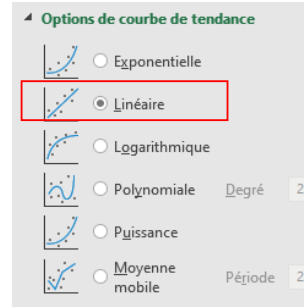 Options de courbe de tendance
Exponentielle
Linéaire
Logarithmique
Polynomiale Degré 2
Puissance
Moyenne
mobile Période 2